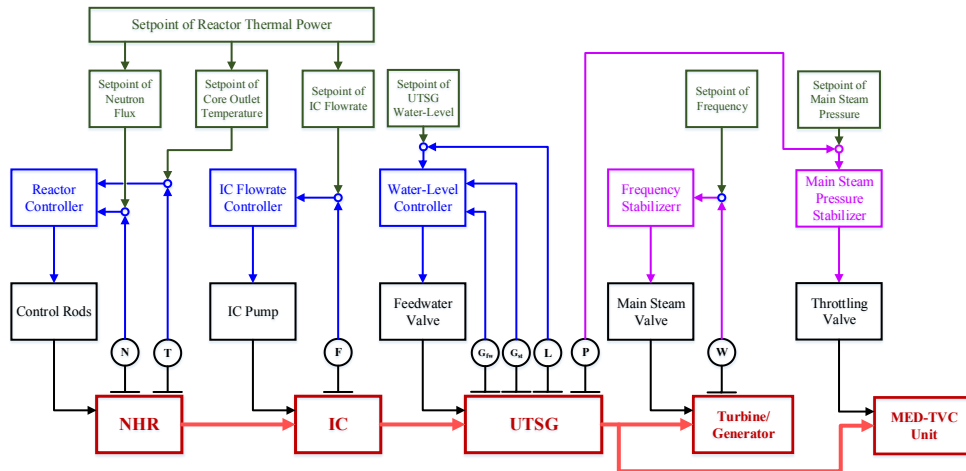 Setpoint of Reactor Thermal Power
Setpoint of
Neutron
Flux
Setpoint of
Core Outlet
Temperature
Setpoint of
IC Flowrate
Setpoint of
UTSG
Water-Level
Setpoint of
Frequency
Setpoint of
Main Steam
Pressure
Reactor
Controller
IC Flowrate
Controller
Water-Level
Controller
Frequency
Stabilizerr
Main Steam
Pressure
Stabilizer
Control Rods
IC Pump
Feedwater
Valve
Main Steam
Valve
Throttling
Valve
N
T
F
Gfw
Gst
L
P
W
NHR
IC
UTSG
Turbine/
Generator
MED-TVC
Unit